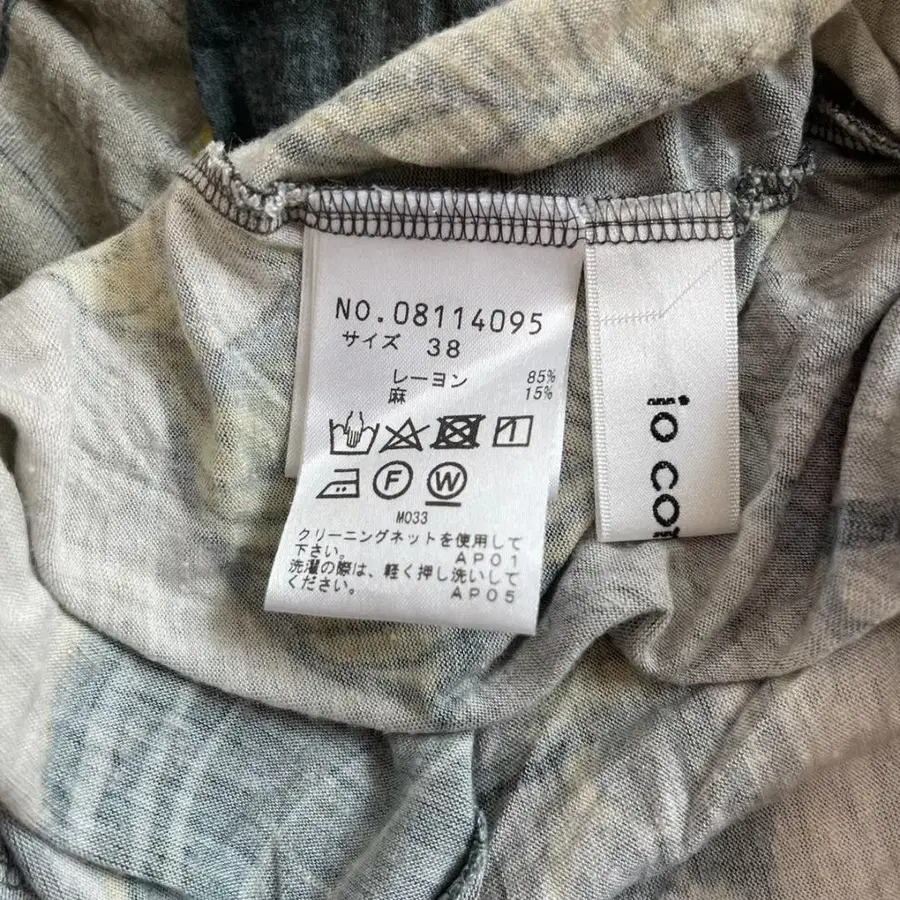 NO.08114095
サイズ 38
レーヨン 85%
麻 15%
F W
M033
クリーニングネットを使用して
下さい。 AP01
洗濯の際は、軽く押し洗いして
ください。 AP05
io co